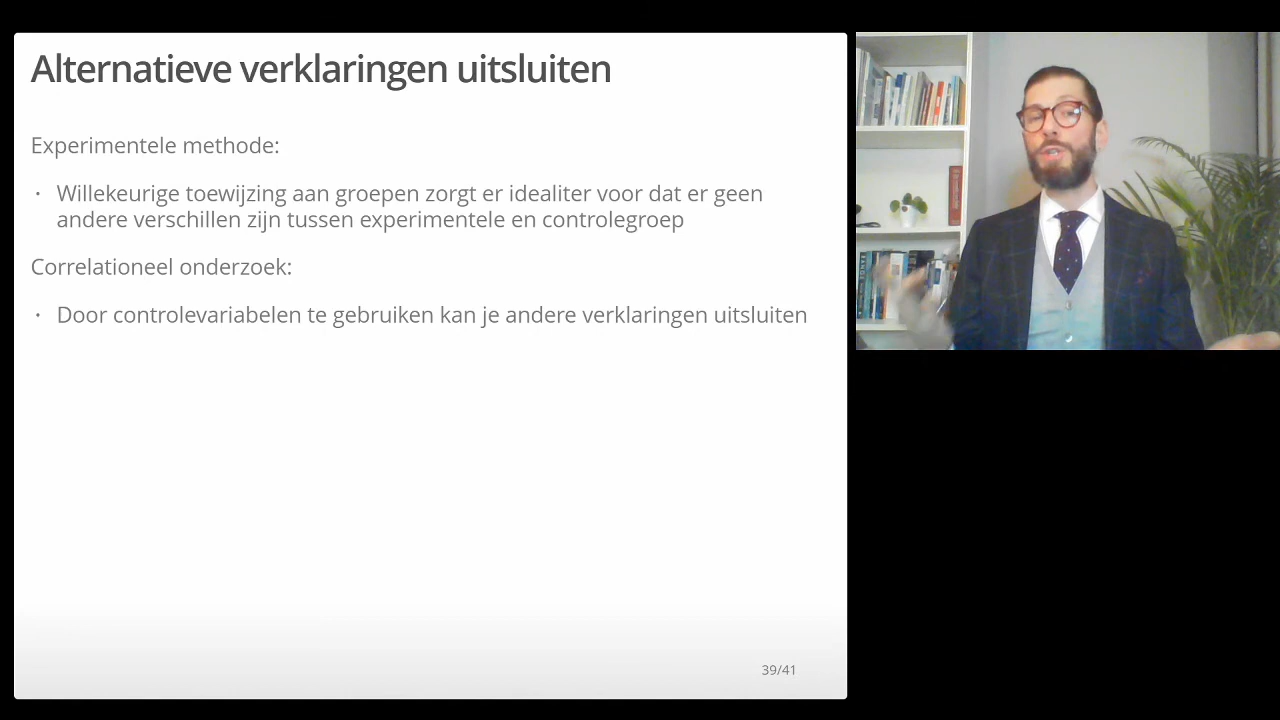 Alternatieve verklaringen uitsluiten
Experimentele methode:
· Willekeurige toewijzing aan groepen zorgt er idealiter voor dat er geen
andere verschillen zijn tussen experimentele en controlegroep
Correlationeel onderzoek:
· Door controlevariabelen te gebruiken kan je andere verklaringen uitsluiten
39/41